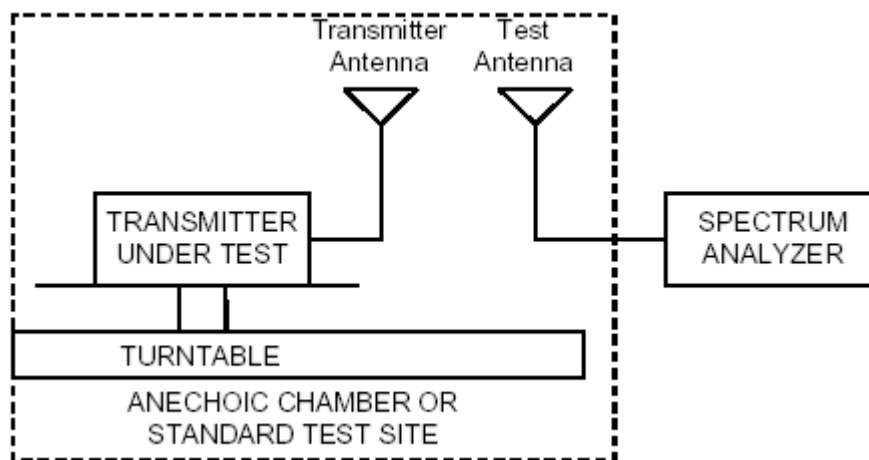 Transmitter
Antenna
Test
Antenna
TRANSMITTER
UNDER TEST
SPECTRUM
ANALYZER
TURNTABLE
ANECHOIC CHAMBER OR
STANDARD TEST SITE